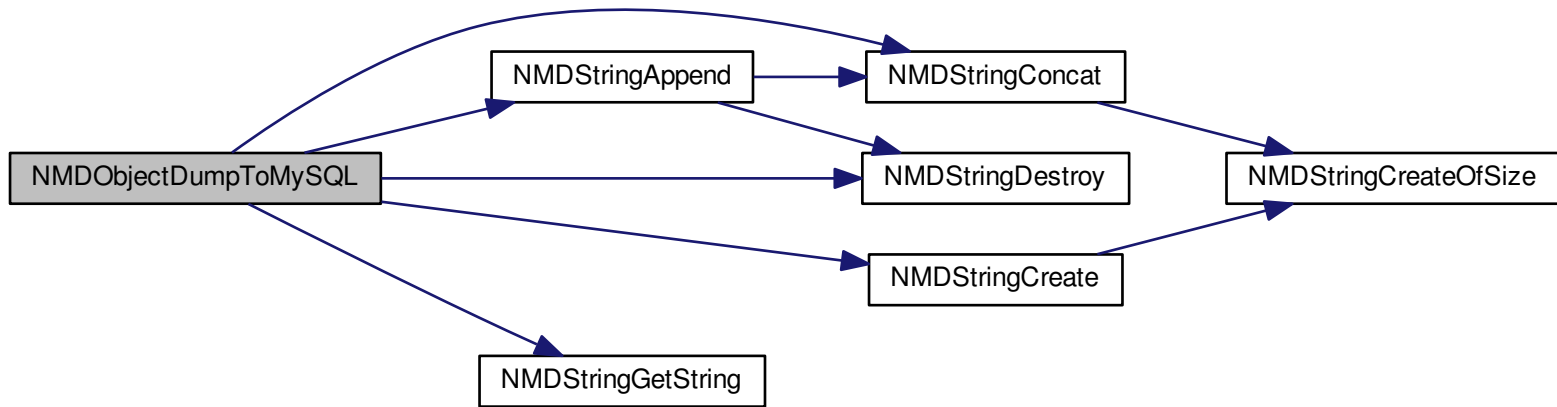 NMDStringAppend
NMDStringConcat
NMDObjectDumpToMySQL
NMDStringDestroy
NMDStringCreateOfSize
NMDStringCreate
NMDStringGetString